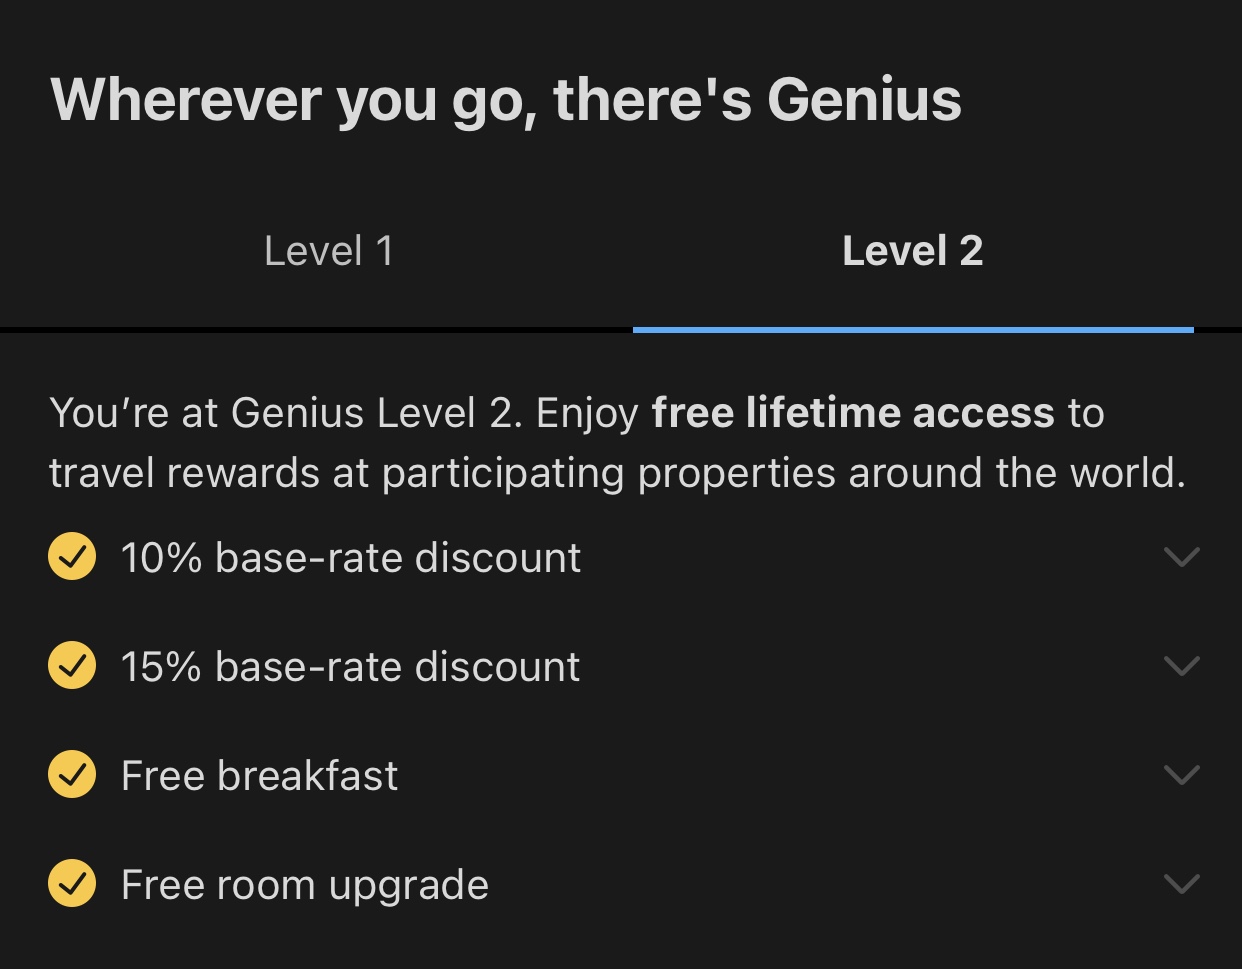 Wherever you go, there's Genius
Level 1
Level 2
You’re at Genius Level 2. Enjoy free lifetime access to
travel rewards at participating properties around the world.
10% base-rate discount
15% base-rate discount
Free breakfast
Free room upgrade